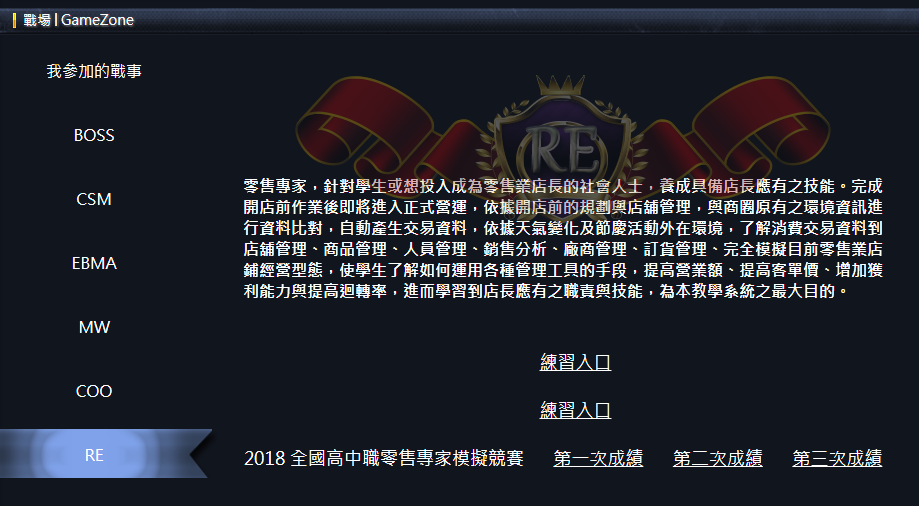 戰場 | GameZone
我參加的戰事
BOSS
CSM
EBMA
MW
COO
RE
RE
零售專家，針對學生或想投入成為零售業店長的社會人士，養成具備店長應有之技能。完成
開店前作業後即將進入正式營運，依據開店前的規劃與店舖管理，與商圈原有之環境資訊進
行資料比對，自動產生交易資料，依據天氣變化及節慶活動外在環境，了解消費交易資料到
店舖管理、商品管理、人員管理、銷售分析、廠商管理、訂貨管理、完全模擬目前零售業店
鋪經營型態，使學生了解如何運用各種管理工具的手段，提高營業額、提高客單價、增加獲
利能力與提高迴轉率，進而學習到店長應有之職責與技能，為本教學系統之最大目的。
練習入口
練習入口
2018 全國高中職零售專家模擬競賽 第一次成績 第二次成績 第三次成績